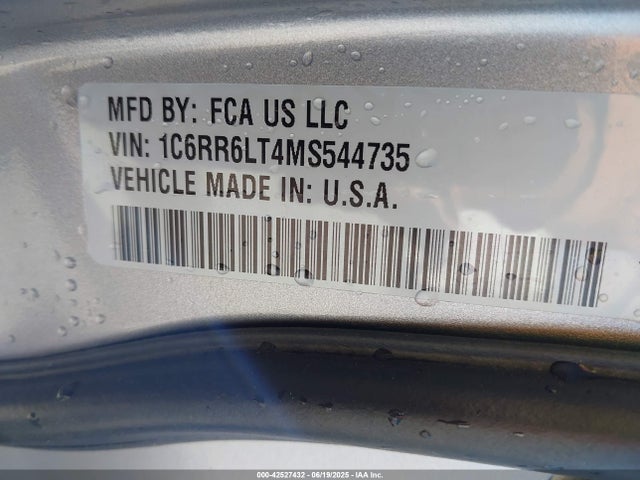 MFD BY: FCA US LLC
VIN: 1C6RR6LT4MS544735
VEHICLE MADE IN: U.S.A.
000-42527432 - 06/19/2025 - IAA Inc.